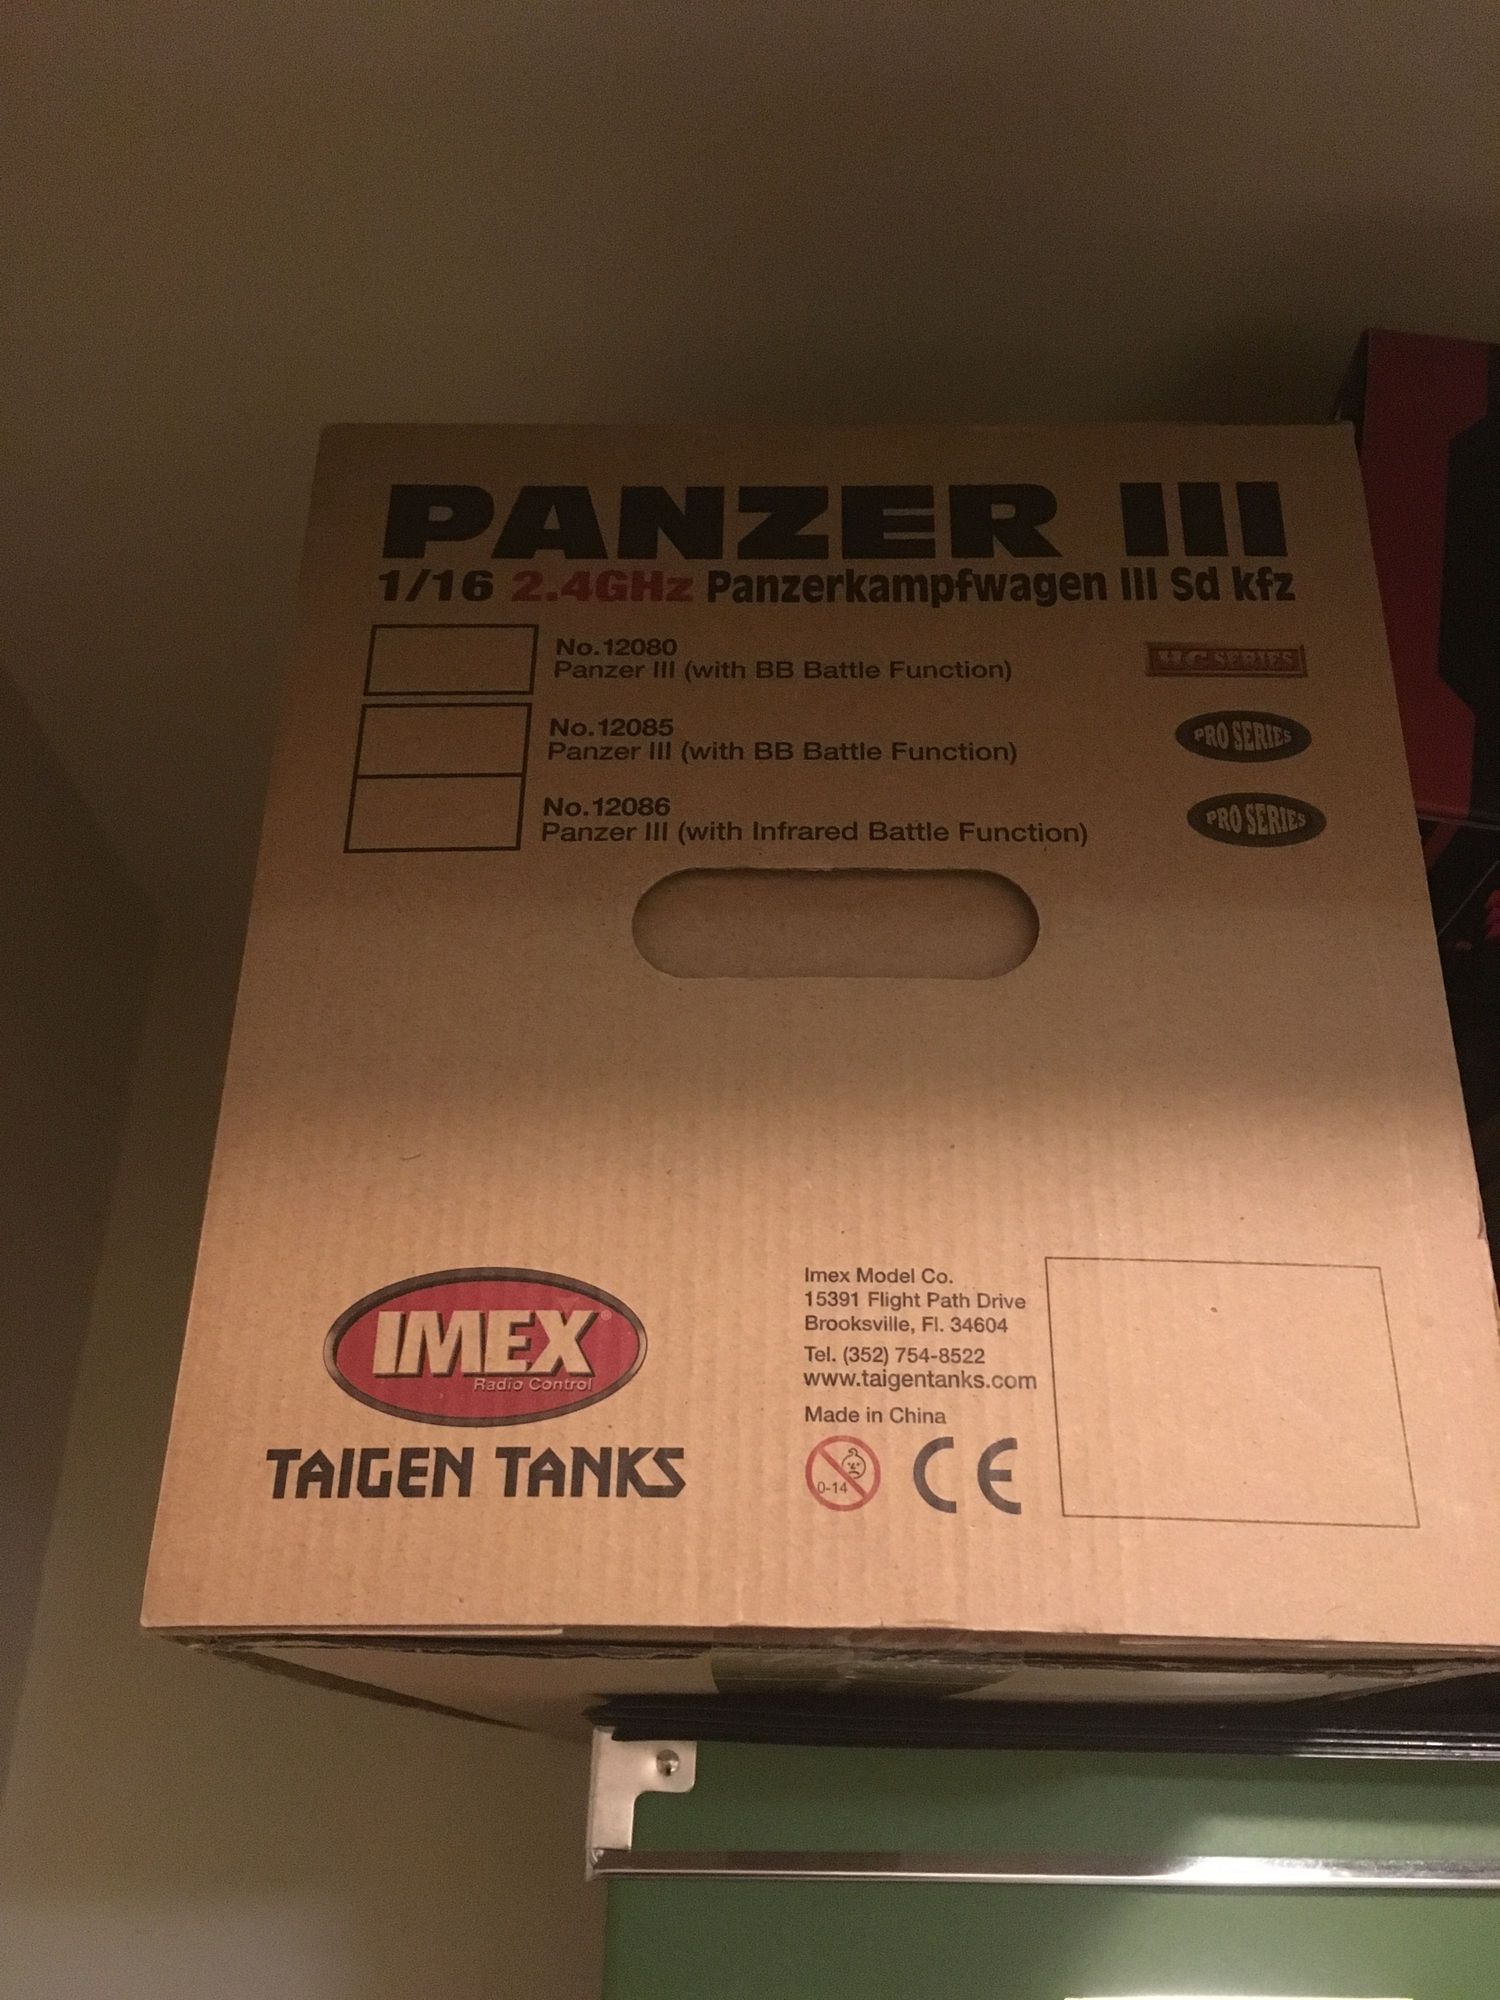 PANZER III
1/16 2.4GHz Panzerkampfwagen III Sd kfz
No.12080
Panzer III (with BB Battle Function)
H.C SERIES
No.12085
Panzer III (with BB Battle Function)
PRO SERIES
No.12086
Panzer III (with Infrared Battle Function)
PRO SERIES
IMEX®
Radio Control
TAIGEN TANKS
Imex Model Co.
15391 Flight Path Drive
Brooksville, Fl. 34604
Tel. (352) 754-8522
www.taigentanks.com
Made in China
0-14
CE